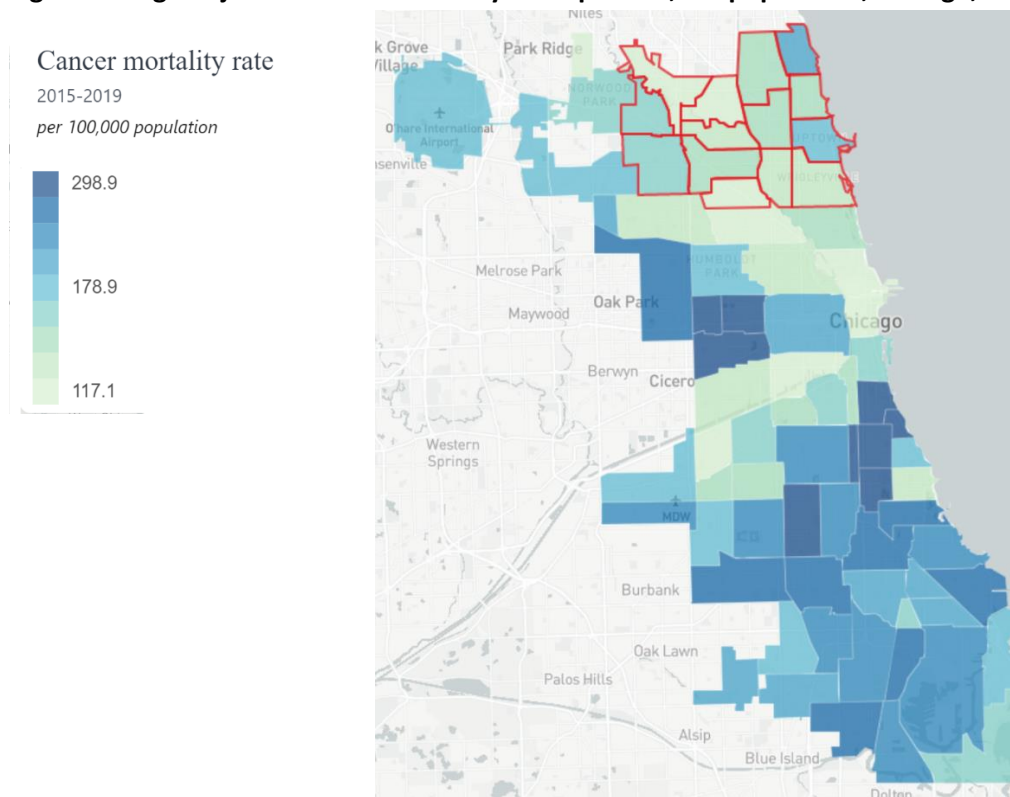 Cancer mortality rate
2015-2019
per 100,000 population
298.9
178.9
117.1
Niles
k Grove
Village
Park Ridge
NORWOOD
PARK
O'hare International
Airport
nsenville
UPTOWN
WRIGLEYVILLE
Melrose Park
HUMBOLDT
PARK
Oak Park
Maywood
Chicago
Berwyn
Cicero
Western
Springs
MDW
Burbank
Oak Lawn
Palos Hills
Alsip
Blue Island
Dolton